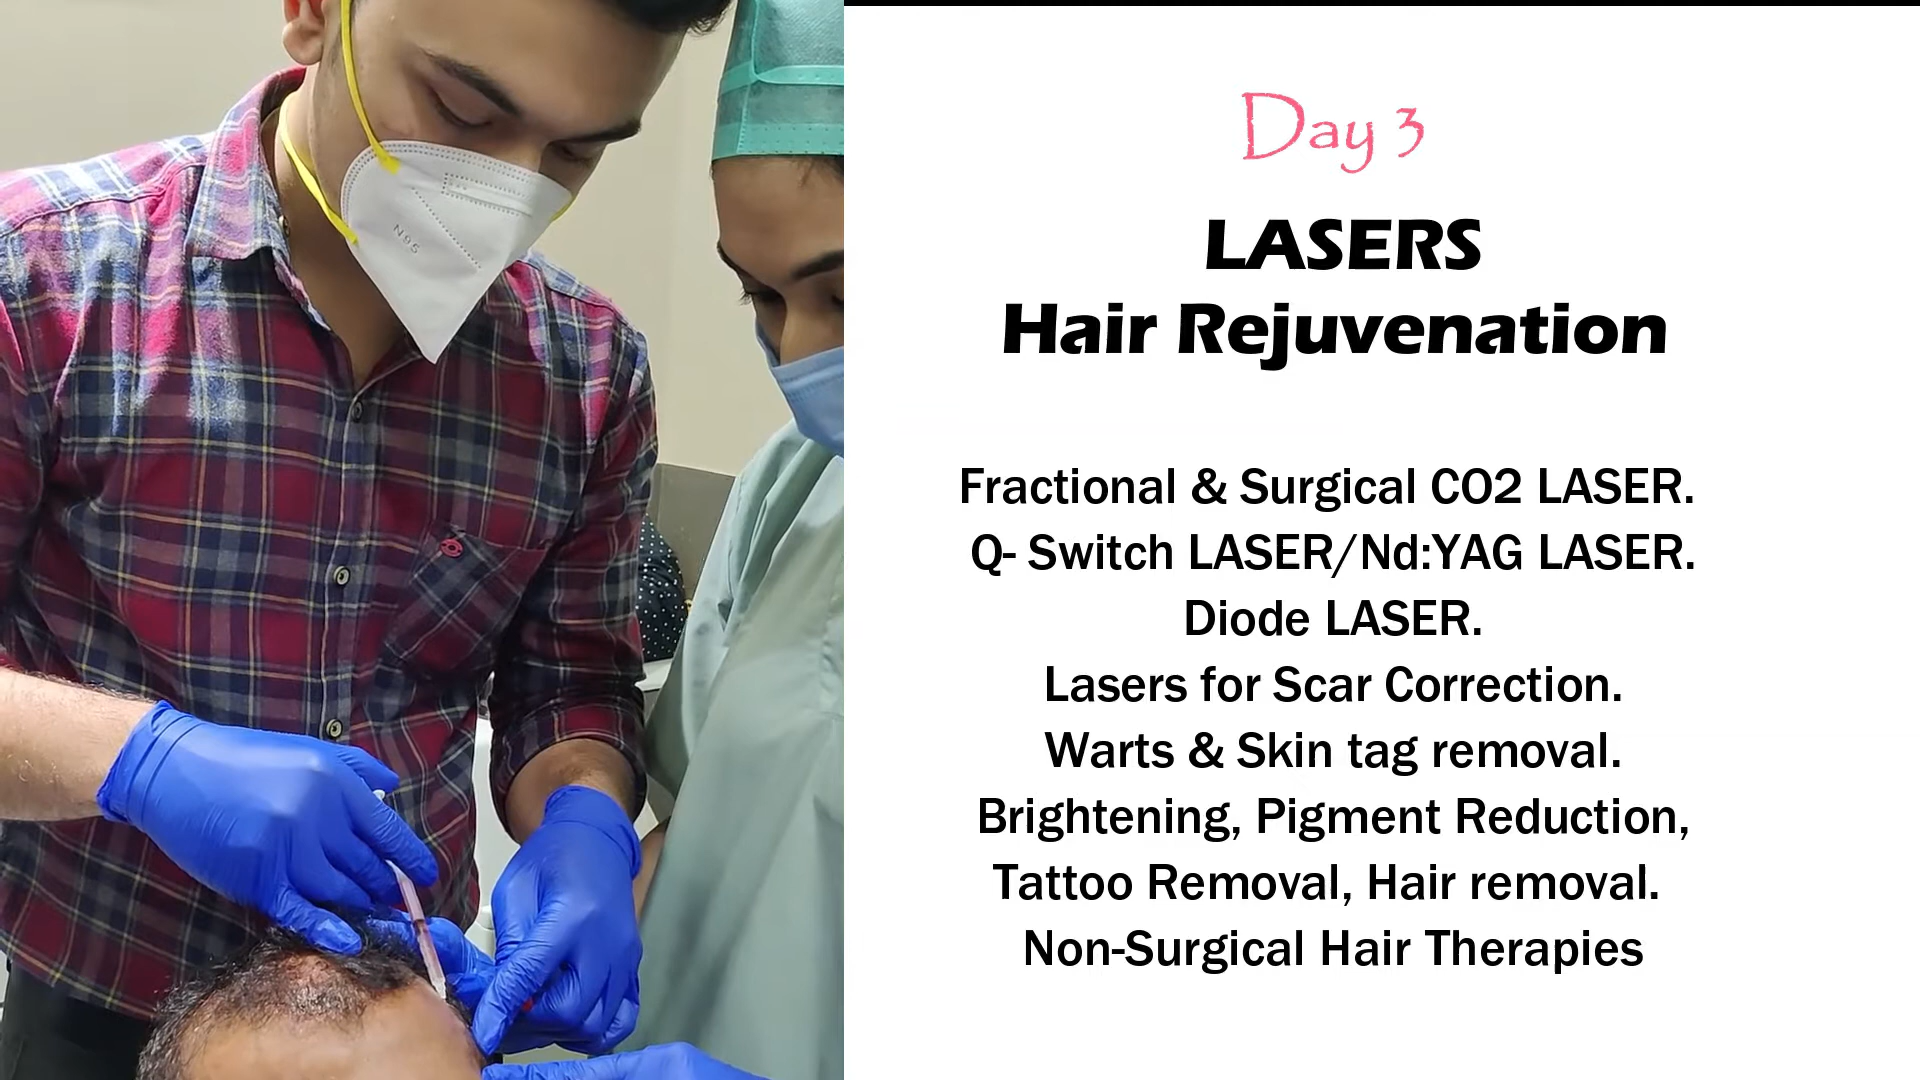 Day 3
LASERS
Hair Rejuvenation
Fractional & Surgical CO2 LASER.
Q- Switch LASER/Nd:YAG LASER.
Diode LASER.
Lasers for Scar Correction.
Warts & Skin tag removal.
Brightening, Pigment Reduction,
Tattoo Removal, Hair removal.
Non-Surgical Hair Therapies
N95